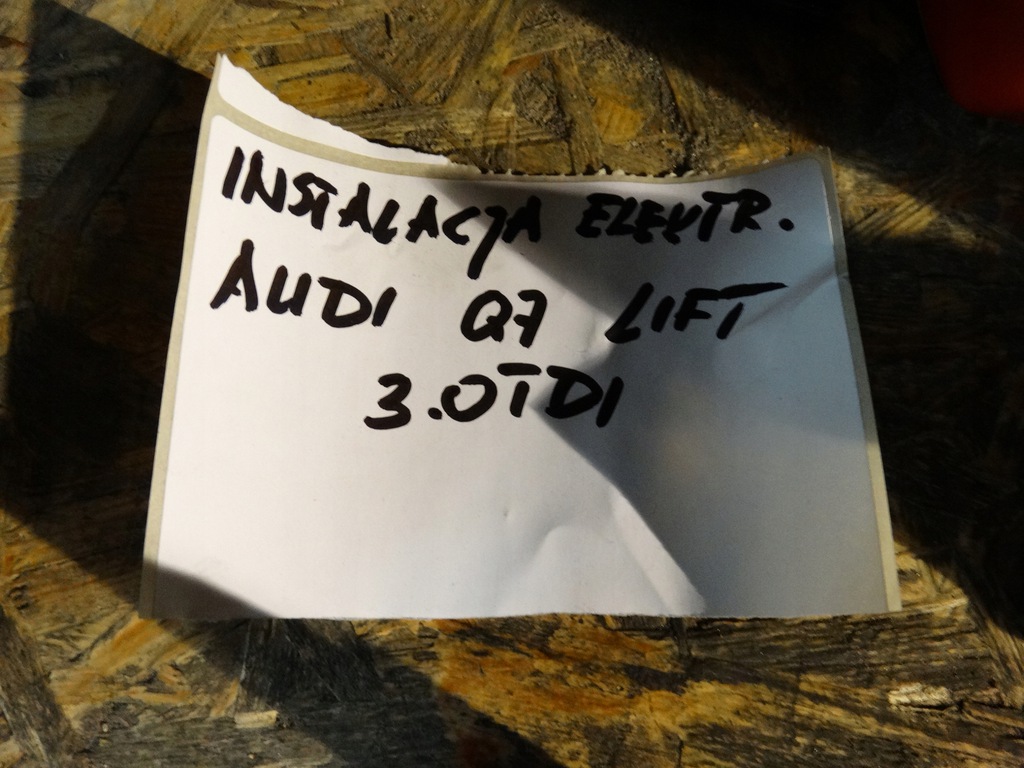 INSTALACJA ELEKTR.
AUDI Q7 LIFT
3.0TDI